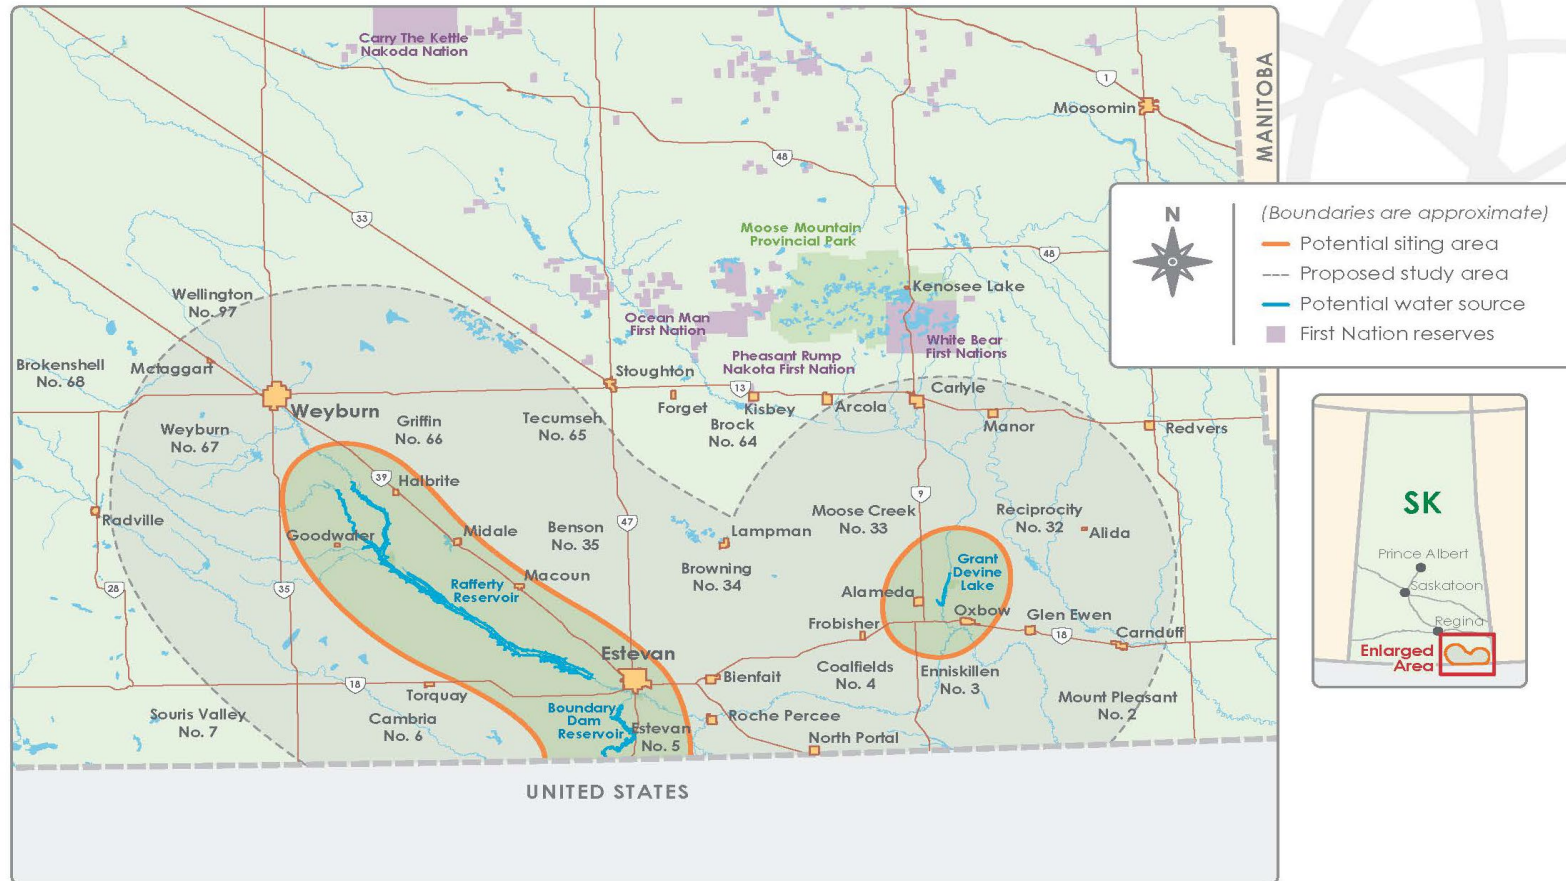 Carry The Kettle
Nakoda Nation
1
Moosomin
MANITOBA
48
33
N
(Boundaries are approximate)
Potential siting area
Proposed study area
Potential water source
First Nation reserves
Moose Mountain
Provincial Park
48
Kenosee Lake
Wellington
No. 97
Ocean Man
First Nation
White Bear
First Nations
Pheasant Rump
Nakota First Nation
Brokenshell
No. 68
Mctaggart
Stoughton
13
Carlyle
Weyburn
Forget
Kisbey
Arcola
Manor
Redvers
Griffin
No. 66
Tecumseh
No. 65
Brock
No. 64
Weyburn
No. 67
39
Halbrite
9
Radville
Goodwater
Midale
Benson
No. 35
47
Lampman
Moose Creek
No. 33
Reciprocity
No. 32
Alida
Macoun
Browning
No. 34
Rafferty
Reservoir
Grant
Devine
Lake
28
35
Alameda
Oxbow
Glen Ewen
Frobisher
18
Carnduff
Estevan
Bienfait
Coalfields
No. 4
Enniskillen
No. 3
18
Torquay
Mount Pleasant
No. 2
Souris Valley
No. 7
Cambria
No. 6
Boundary
Dam
Reservoir
Estevan
No. 5
Roche Percee
North Portal
UNITED STATES
SK
Prince Albert
Saskatoon
Regina
Enlarged
Area